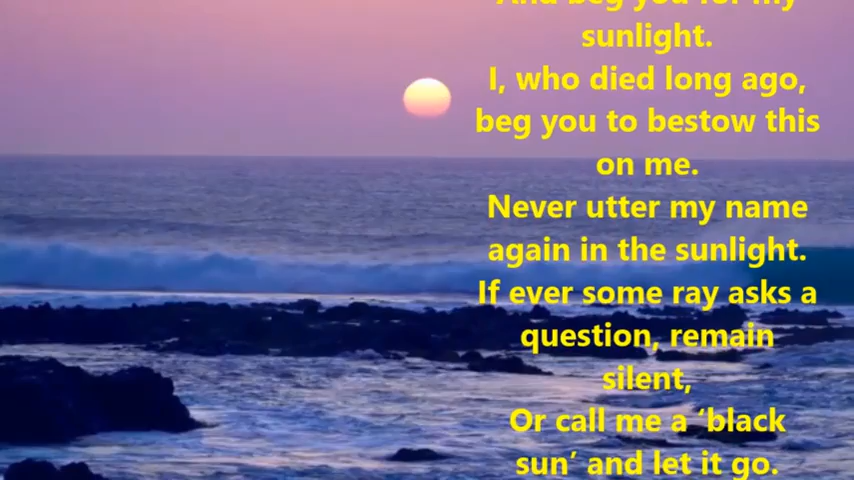 And beg you for my
sunlight.
I, who died long ago,
beg you to bestow this
on me.
Never utter my name
again in the sunlight.
If ever some ray asks a
question, remain
silent,
Or call me a ‘black
sun’ and let it go.